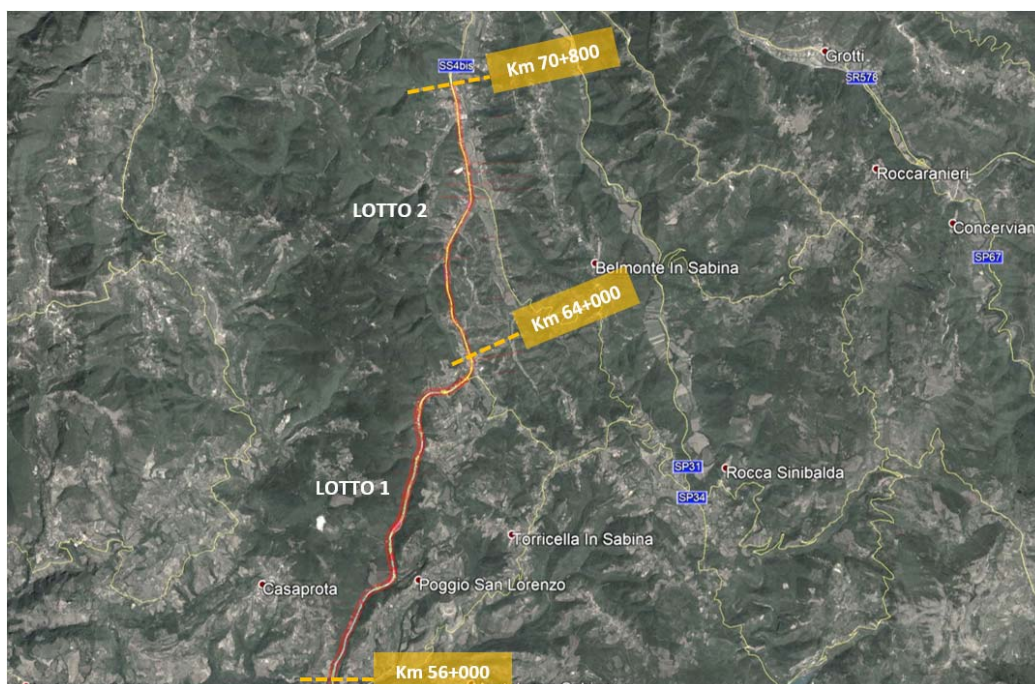 SS4bis
Km 70+800
Grotti
SR578
Roccaranieri
LOTTO 2
Concervian
SP67
Belmonte In Sabina
Km 64+000
SP31
Rocca Sinibalda
SP34
LOTTO 1
Torricella In Sabina
Casaprota
Poggio San Lorenzo
Km 56+000